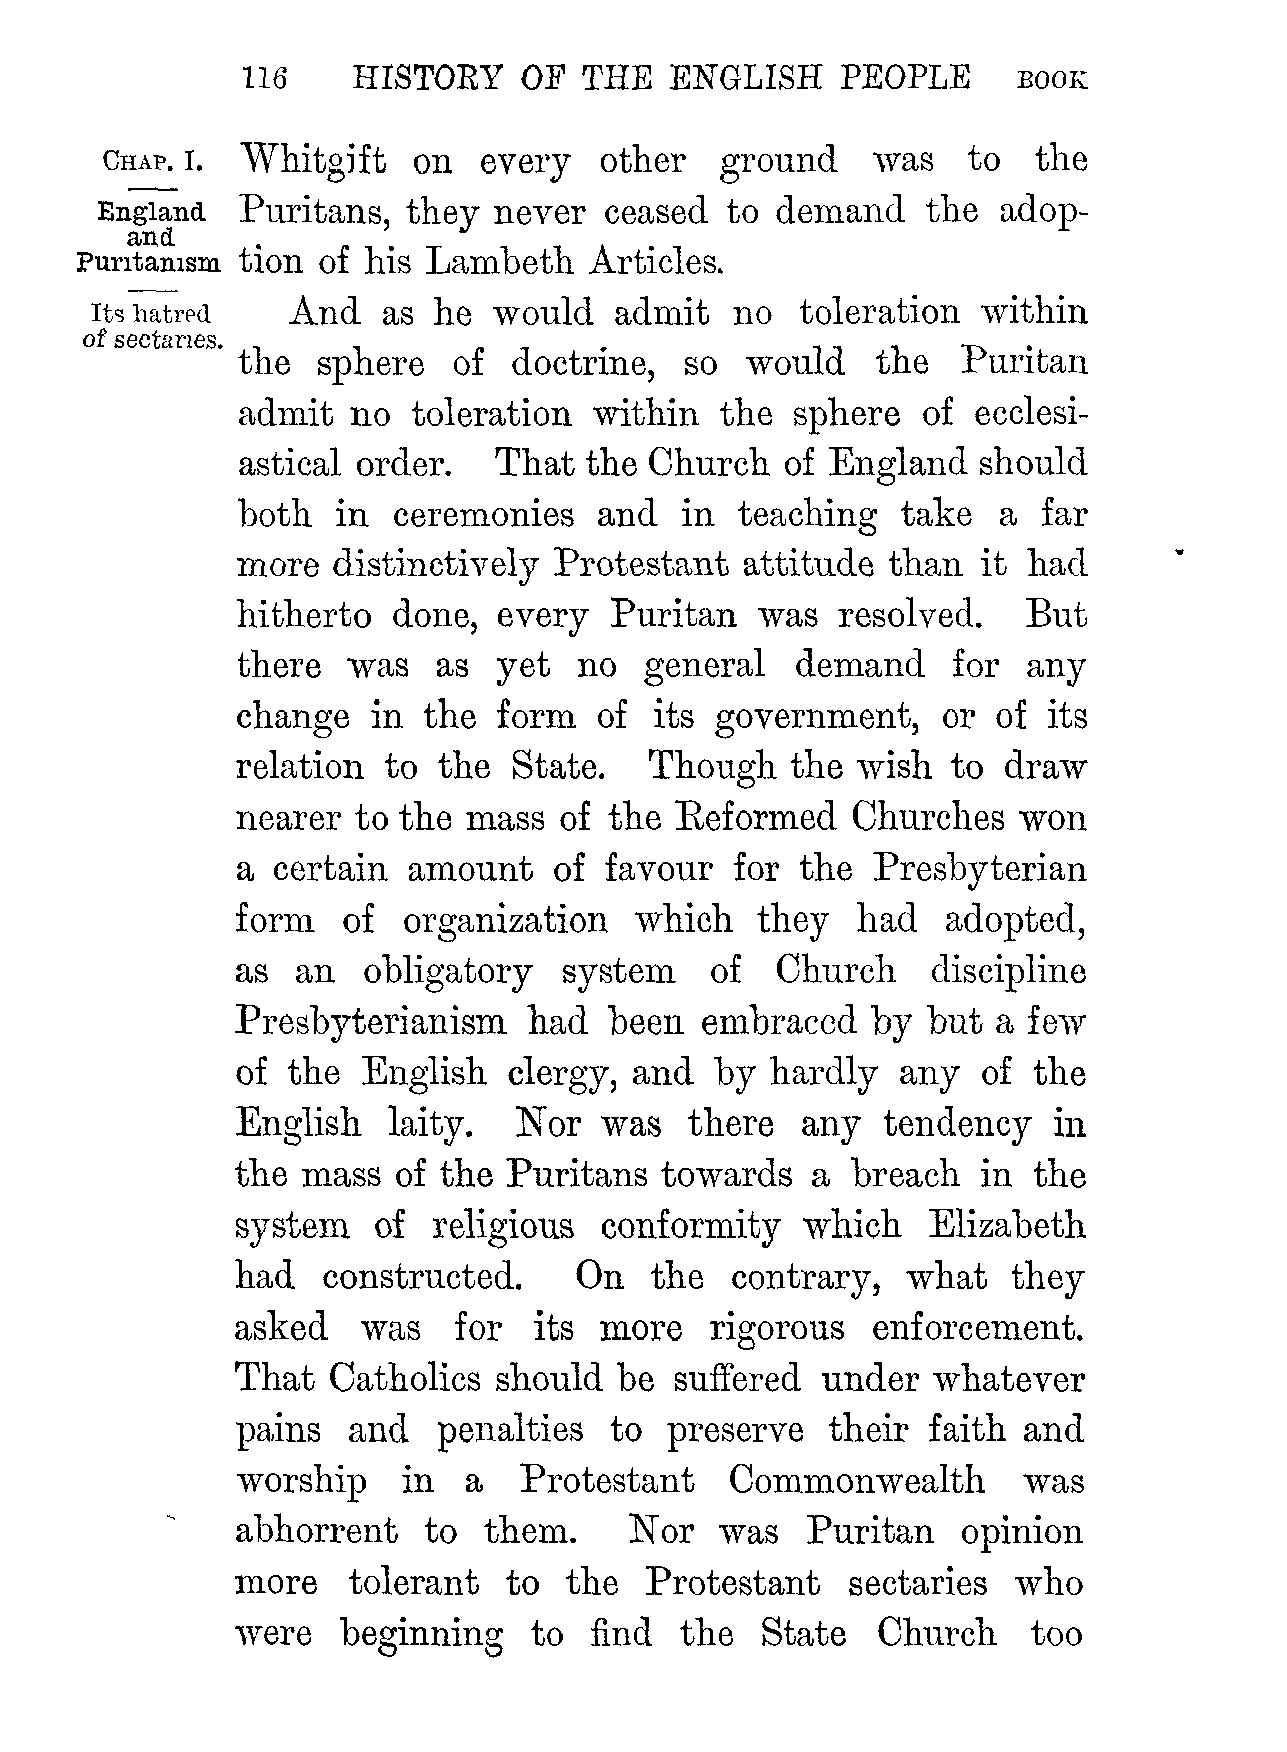 116 HISTORY OF THE ENGLISH PEOPLE BOOK
CHAP. I.
England
and
Puritanism
Its hatred
of sectaries.
Whitgift on every other ground was to the
Puritans, they never ceased to demand the adop-
tion of his Lambeth Articles.
And as he would admit no toleration within
the sphere of doctrine, so would the Puritan
admit no toleration within the sphere of ecclesi-
astical order. That the Church of England should
both in ceremonies and in teaching take a far
more distinctively Protestant attitude than it had
hitherto done, every Puritan was resolved. But
there was as yet no general demand for any
change in the form of its government, or of its
relation to the State. Though the wish to draw
nearer to the mass of the Reformed Churches won
a certain amount of favour for the Presbyterian
form of organization which they had adopted,
as an obligatory system of Church discipline
Presbyterianism had been embraced by but a few
of the English clergy, and by hardly any of the
English laity. Nor was there any tendency in
the mass of the Puritans towards a breach in the
system of religious conformity which Elizabeth
had constructed. On the contrary, what they
asked was for its more rigorous enforcement.
That Catholics should be suffered under whatever
pains and penalties to preserve their faith and
worship in a Protestant Commonwealth was
abhorrent to them. Nor was Puritan opinion
more tolerant to the Protestant sectaries who
were beginning to find the State Church too